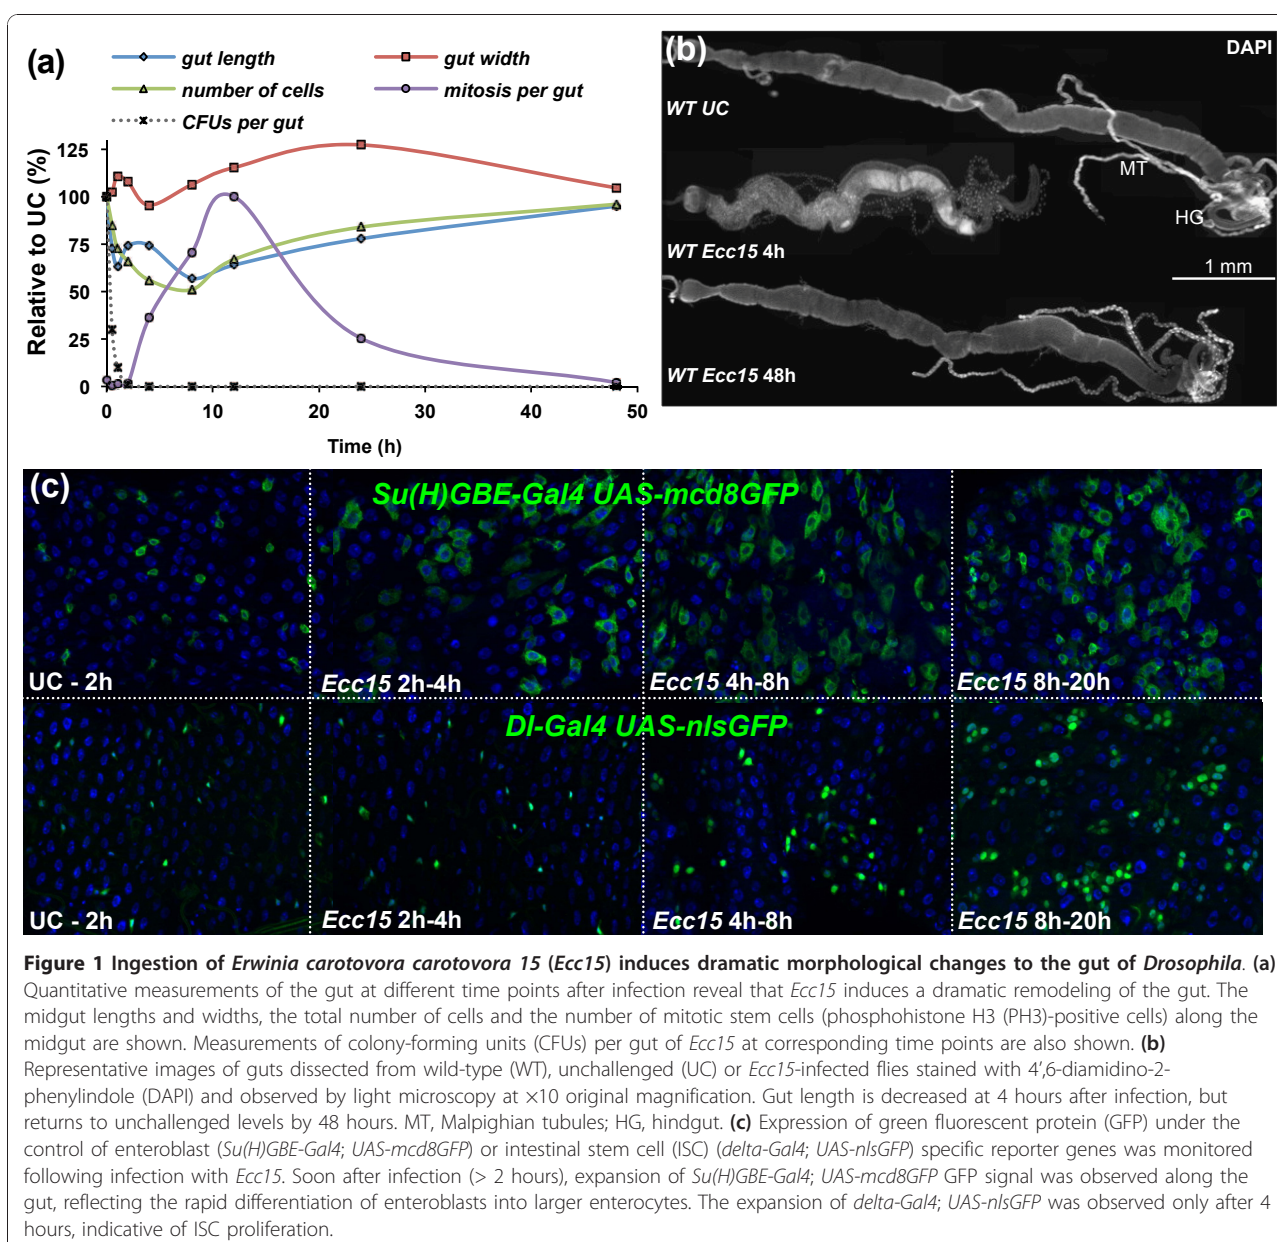 (a)
gut length
gut width
number of cells
mitosis per gut
CFUs per gut
Relative to UC (%)
125
100
75
50
25
0
0
10
20
30
40
50
Time (h)
(b)
DAPI
WT UC
MT
HG
WT Ecc15 4h
1 mm
WT Ecc15 48h
(c)
Su(H)GBE-Gal4 UAS-mcd8GFP
UC - 2h
Ecc15 2h-4h
Ecc15 4h-8h
Ecc15 8h-20h
Dl-Gal4 UAS-nlsGFP
UC - 2h
Ecc15 2h-4h
Ecc15 4h-8h
Ecc15 8h-20h
Figure 1 Ingestion of Erwinia carotovora carotovora 15 (Ecc15) induces dramatic morphological changes to the gut of Drosophila. (a)
Quantitative measurements of the gut at different time points after infection reveal that Ecc15 induces a dramatic remodeling of the gut. The
midgut lengths and widths, the total number of cells and the number of mitotic stem cells (phosphohistone H3 (PH3)-positive cells) along the
midgut are shown. Measurements of colony-forming units (CFUs) per gut of Ecc15 at corresponding time points are also shown. (b)
Representative images of guts dissected from wild-type (WT), unchallenged (UC) or Ecc15-infected flies stained with 4′,6-diamidino-2-
phenylindole (DAPI) and observed by light microscopy at ×10 original magnification. Gut length is decreased at 4 hours after infection, but
returns to unchallenged levels by 48 hours. MT, Malpighian tubules; HG, hindgut. (c) Expression of green fluorescent protein (GFP) under the
control of enteroblast (Su(H)GBE-Gal4; UAS-mcd8GFP) or intestinal stem cell (ISC) (delta-Gal4; UAS-nlsGFP) specific reporter genes was monitored
following infection with Ecc15. Soon after infection (> 2 hours), expansion of Su(H)GBE-Gal4; UAS-mcd8GFP GFP signal was observed along the
gut, reflecting the rapid differentiation of enteroblasts into larger enterocytes. The expansion of delta-Gal4; UAS-nlsGFP was observed only after 4
hours, indicative of ISC proliferation.